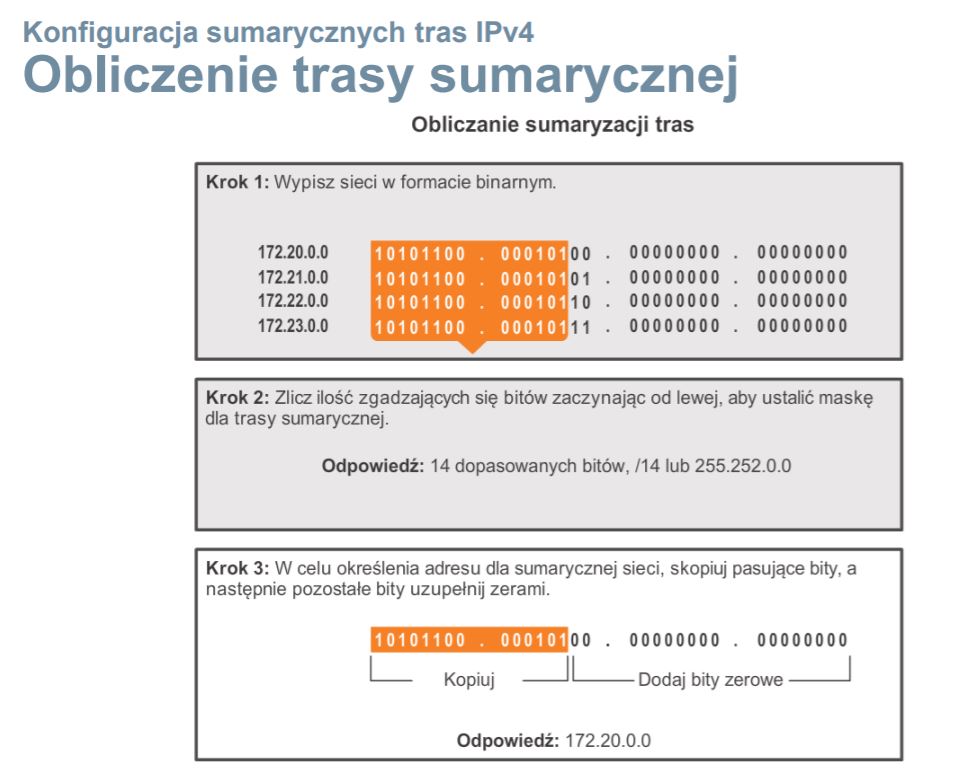 Konfiguracja sumarycznych tras IPv4
Obliczenie trasy sumarycznej
Obliczanie sumaryzacji tras
Krok 1: Wypisz sieci w formacie binarnym.
172.20.0.0 10101100 . 00010100 . 00000000 . 00000000
172.21.0.0 10101100 . 00010101 . 00000000 . 00000000
172.22.0.0 10101100 . 00010110 . 00000000 . 00000000
172.23.0.0 10101100 . 00010111 . 00000000 . 00000000
Krok 2: Zlicz ilość zgadzających się bitów zaczynając od lewej, aby ustalić maskę
dla trasy sumarycznej.
Odpowiedź: 14 dopasowanych bitów, /14 lub 255.252.0.0
Krok 3: W celu określenia adresu dla sumarycznej sieci, skopiuj pasujące bity, a
następnie pozostałe bity uzupełnij zerami.
10101100 . 00010100 . 00000000 . 00000000
Kopiuj Dodaj bity zerowe
Odpowiedź: 172.20.0.0